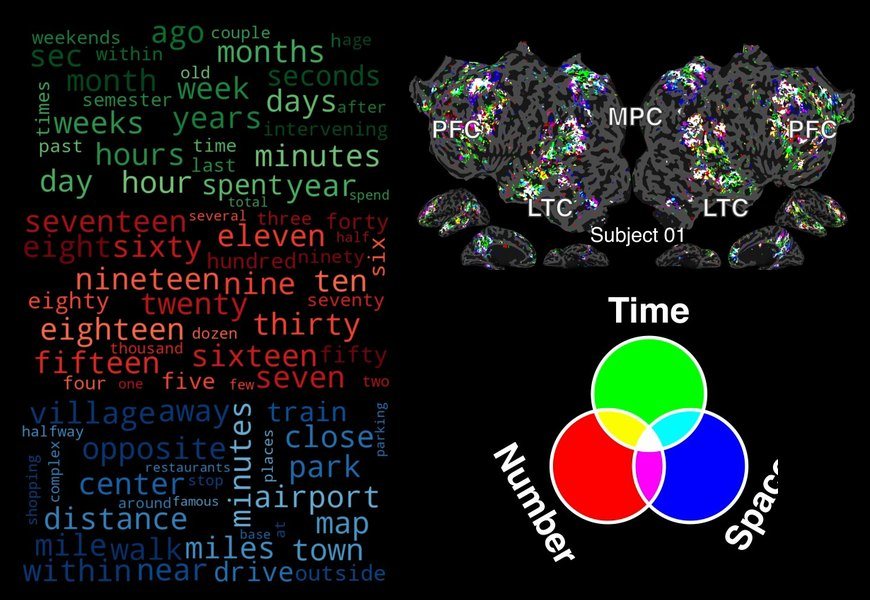 weekends ago couple hage
sec within months
month old seconds
times semester week days after
weeks years intervening
past hours time last minutes
day hour spent year
total spend
seventeen several three forty
eight sixty eleven half six
hundred ninety
nineteen nine ten
eighty twenty seventy
eighteen dozen thirty
fifteen thousand sixteen fifty
four one five few seven two
village away minutes train parking
halfway opposite places close
shopping complex restaurants park
center stop
around famous airport
distance base at map
mile walk miles town
within near drive outside
PFC MPC PFC
LTC LTC
Subject 01
Time
Number
Spac